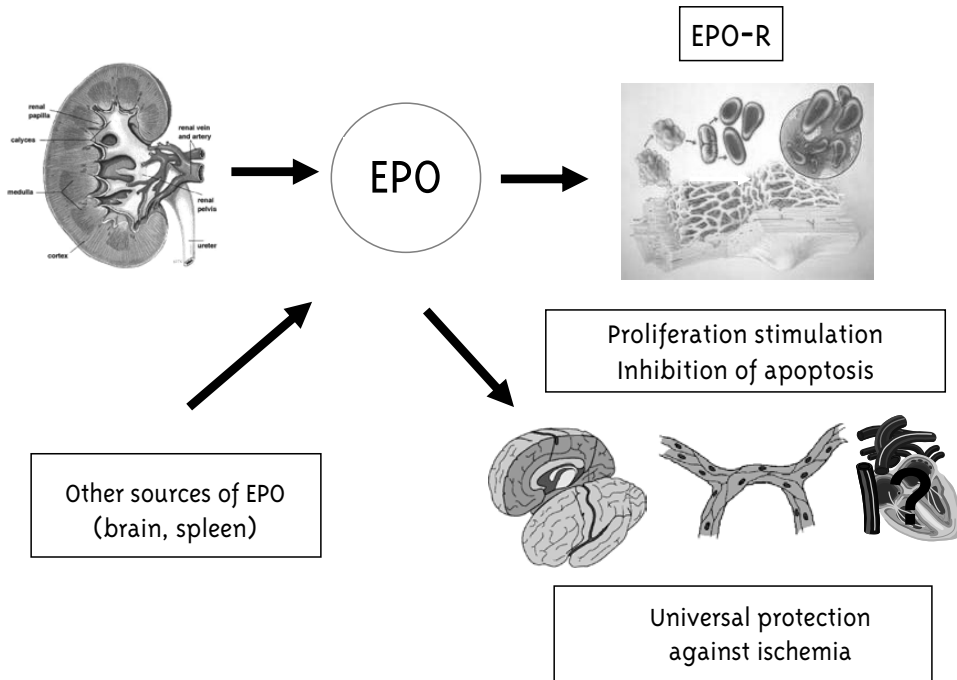 EPO-R
renal
papilla
calyces
medulla
cortex
renal vein
and artery
renal
pelvis
ureter
EPO
Proliferation stimulation
Inhibition of apoptosis
Other sources of EPO
(brain, spleen)
?
Universal protection
against ischemia